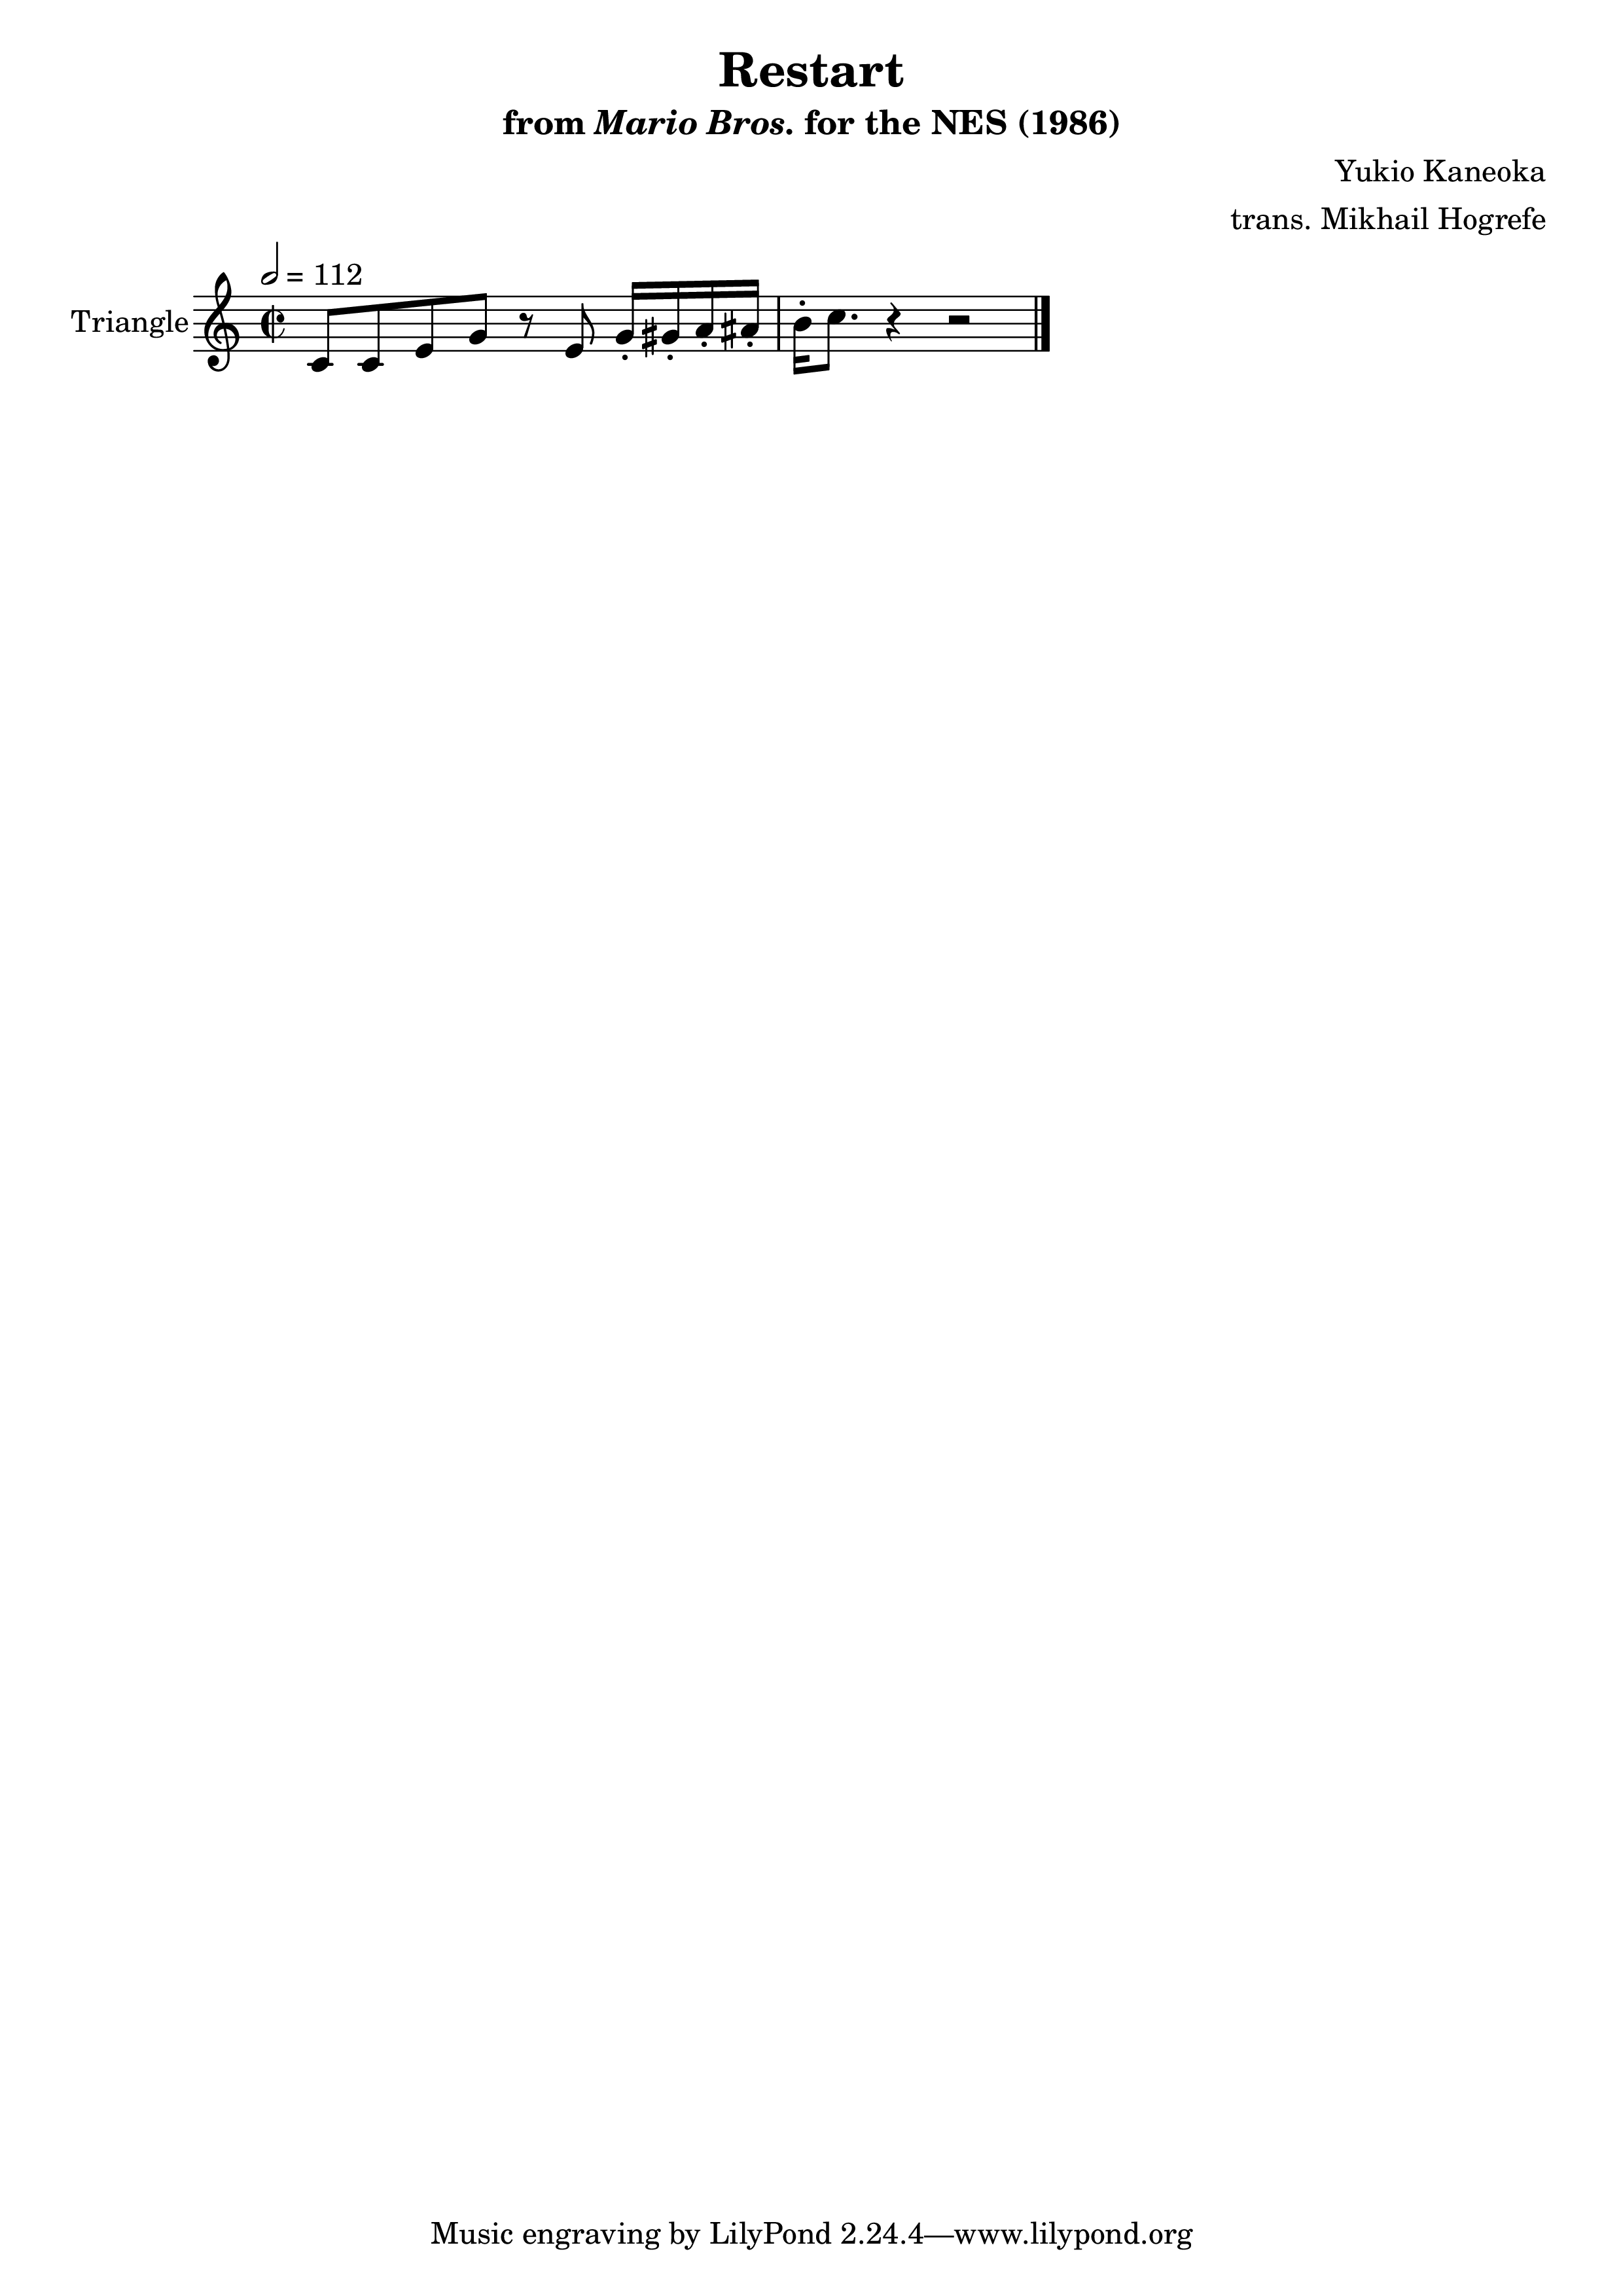 Restart
from Mario Bros. for the NES (1986)
Yukio Kaneoka
trans. Mikhail Hogrefe
= 112
Triangle
Music engraving by LilyPond 2.24.4—www.lilypond.org